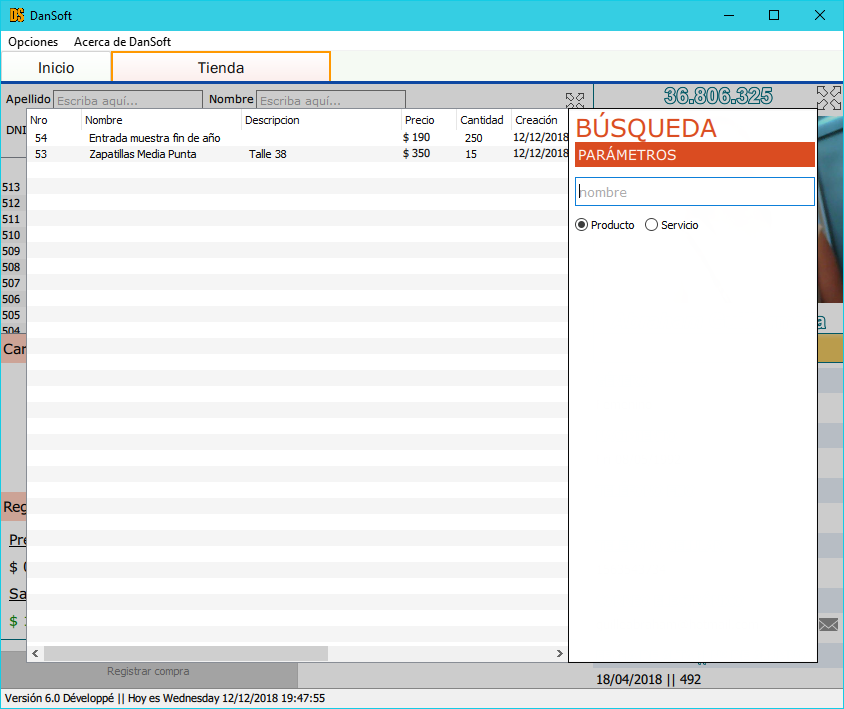 DanSoft
Opciones Acerca de DanSoft
Inicio Tienda
Apellido Escriba aquí... Nombre Escriba aquí... 36.806.325
DNI
Nro Nombre Descripcion Precio Cantidad Creación
54 Entrada muestra fin de año $ 190 250 12/12/2018
53 Zapatillas Media Punta Talle 38 $ 350 15 12/12/2018
BÚSQUEDA
PARÁMETROS
nombre
Producto Servicio
513
512
511
510
509
508
507
506
505
504
Car
Reg
Pre
$
Sa
$
Registrar compra
18/04/2018 || 492
Versión 6.0 Développé || Hoy es Wednesday 12/12/2018 19:47:55